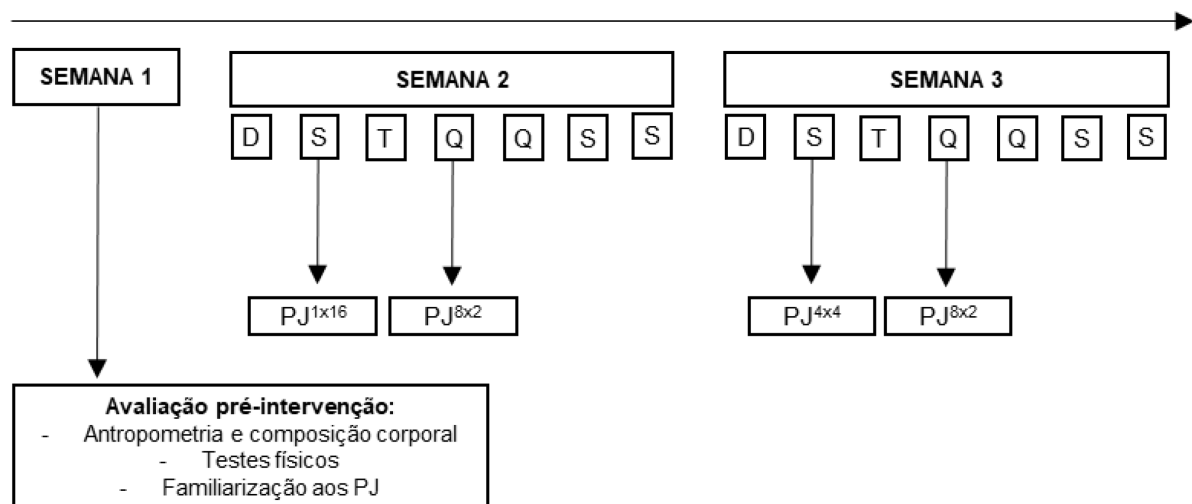 SEMANA 1
SEMANA 2
SEMANA 3
D S T Q Q S S
D S T Q Q S S
PJ1x16
PJ8x2
PJ4x4
PJ8x2
Avaliação pré-intervenção:
- Antropometria e composição corporal
- Testes físicos
- Familiarização aos PJ